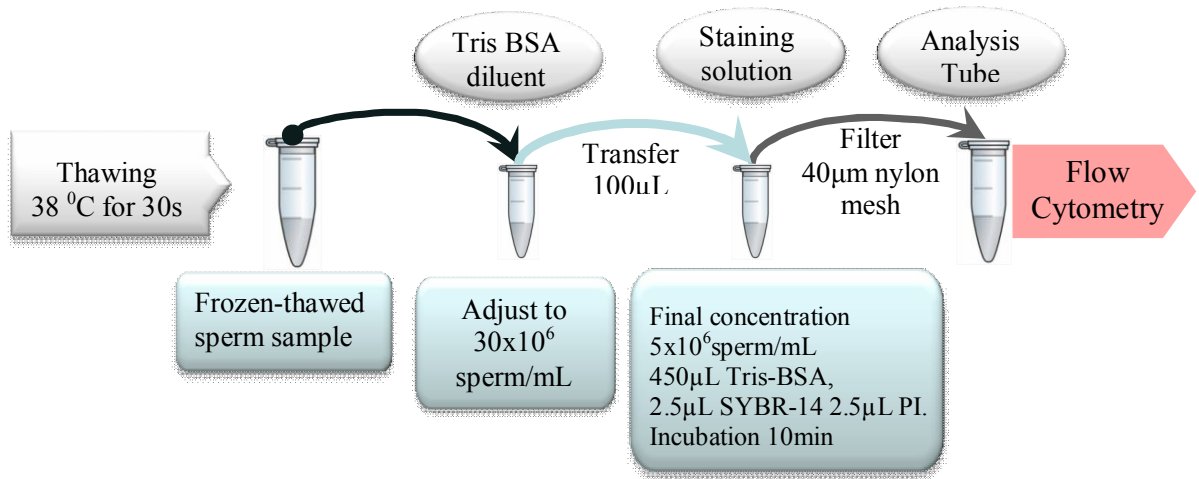 Thawing
38 ⁰C for 30s
Frozen-thawed
sperm sample
Tris BSA
diluent
Adjust to
30x10⁶
sperm/mL
Transfer
100µL
Staining
solution
Final concentration
5x10⁶sperm/mL
450µL Tris-BSA,
2.5µL SYBR-14 2.5µL PI.
Incubation 10min
Filter
40µm nylon
mesh
Analysis
Tube
Flow
Cytometry